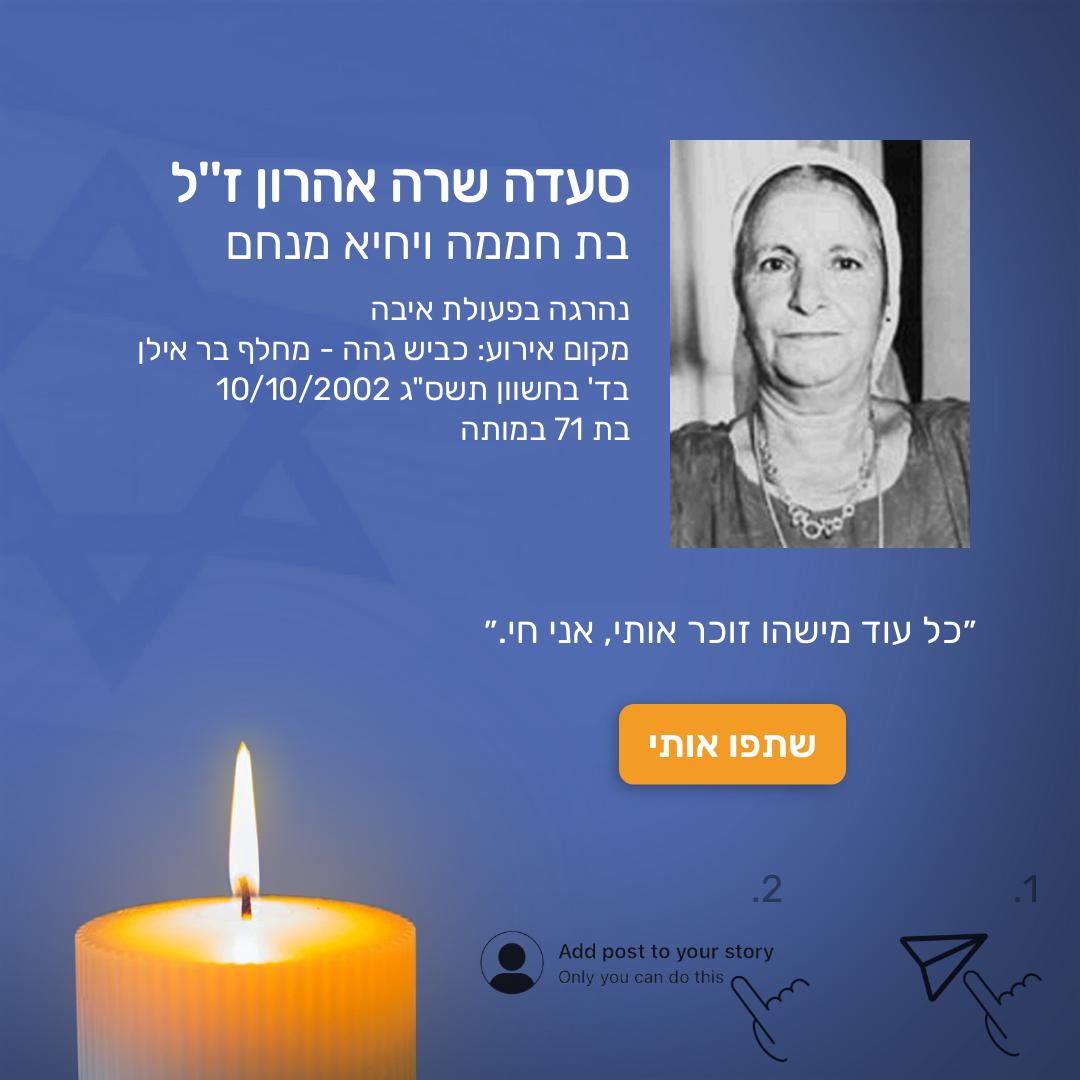 סעדה שרה אהרון ז"ל
בת חממה ויחיא מנחם
נהרגה בפעולת איבה
מקום אירוע: כביש גהה - מחלף בר אילן
בד' בחשוון תשס"ג 10/10/2002
בת 71 במותה
״כל עוד מישהו זוכר אותי, אני חי.״
שתפו אותי
.1
.2
Add post to your story
Only you can do this